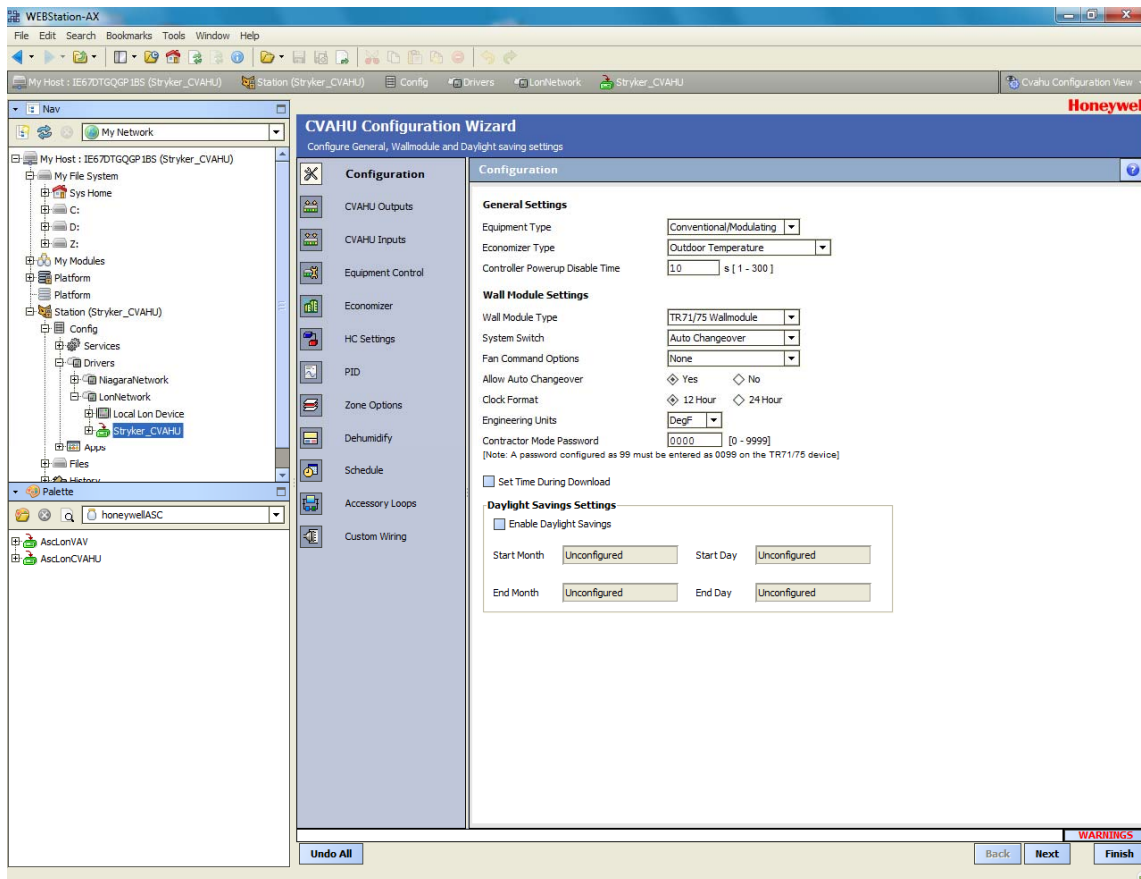 WEBStation-AX
File Edit Search Bookmarks Tools Window Help
My Host : IE67DTGQGP1BS (Stryker_CVAHU) Station (Stryker_CVAHU) Config Drivers LonNetwork Stryker_CVAHU Cvahu Configuration View
Nav
My Network
My Host : IE67DTGQGP1BS (Stryker_CVAHU)
My File System
Sys Home
C:
D:
Z:
My Modules
Platform
Platform
Station (Stryker_CVAHU)
Config
Services
Drivers
NiagaraNetwork
LonNetwork
Local Lon Device
Stryker_CVAHU
Apps
Files
History
Palette
honeywellASC
AscLonVAV
AscLonCVAHU
Honeywel
CVAHU Configuration Wizard
Configure General, Wallmodule and Daylight saving settings
Configuration
CVAHU Outputs
CVAHU Inputs
Equipment Control
Economizer
HC Settings
PID
Zone Options
Dehumidify
Schedule
Accessory Loops
Custom Wiring
Configuration
General Settings
Equipment Type Conventional/Modulating
Economizer Type Outdoor Temperature
Controller Powerup Disable Time 10 s [ 1 - 300 ]
Wall Module Settings
Wall Module Type TR71/75 Wallmodule
System Switch Auto Changeover
Fan Command Options None
Allow Auto Changeover Yes No
Clock Format 12 Hour 24 Hour
Engineering Units DegF
Contractor Mode Password 0000 [0 - 9999]
[Note: A password configured as 99 must be entered as 0099 on the TR71/75 device]
Set Time During Download
Daylight Savings Settings
Enable Daylight Savings
Start Month Unconfigured Start Day Unconfigured
End Month Unconfigured End Day Unconfigured
WARNINGS
Undo All Back Next Finish